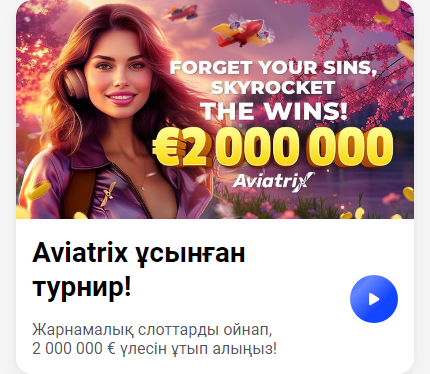 FORGET YOUR SINS,
SKYROCKET
THE WINS!
€2 000 000
Aviatrix
Aviatrix ұсынған
турнир!
Жарнамалық слоттарды ойнап,
2 000 000 € үлесін ұтып алыңыз!